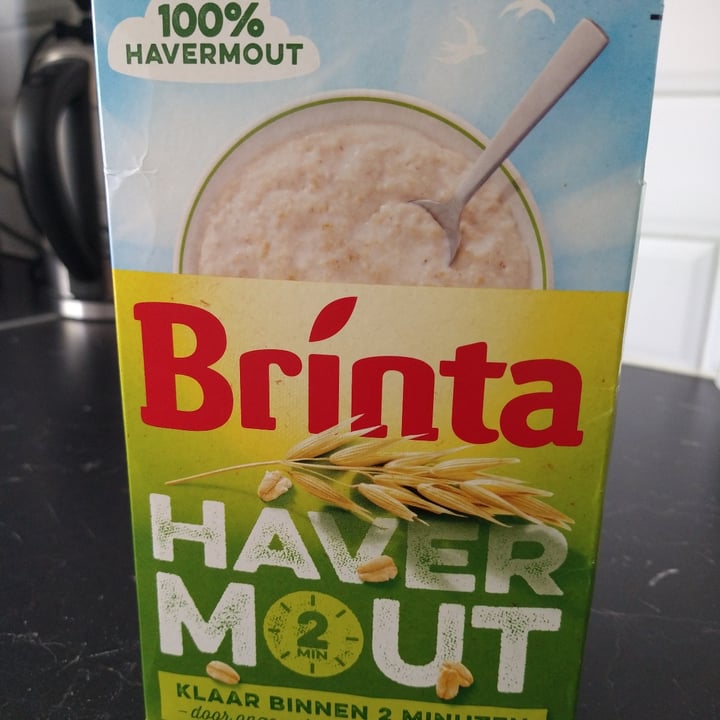 100%
HAVERMOUT
Brinta
HAVER
MOUT
2
MIN
KLAAR BINNEN 2 MINUTEN